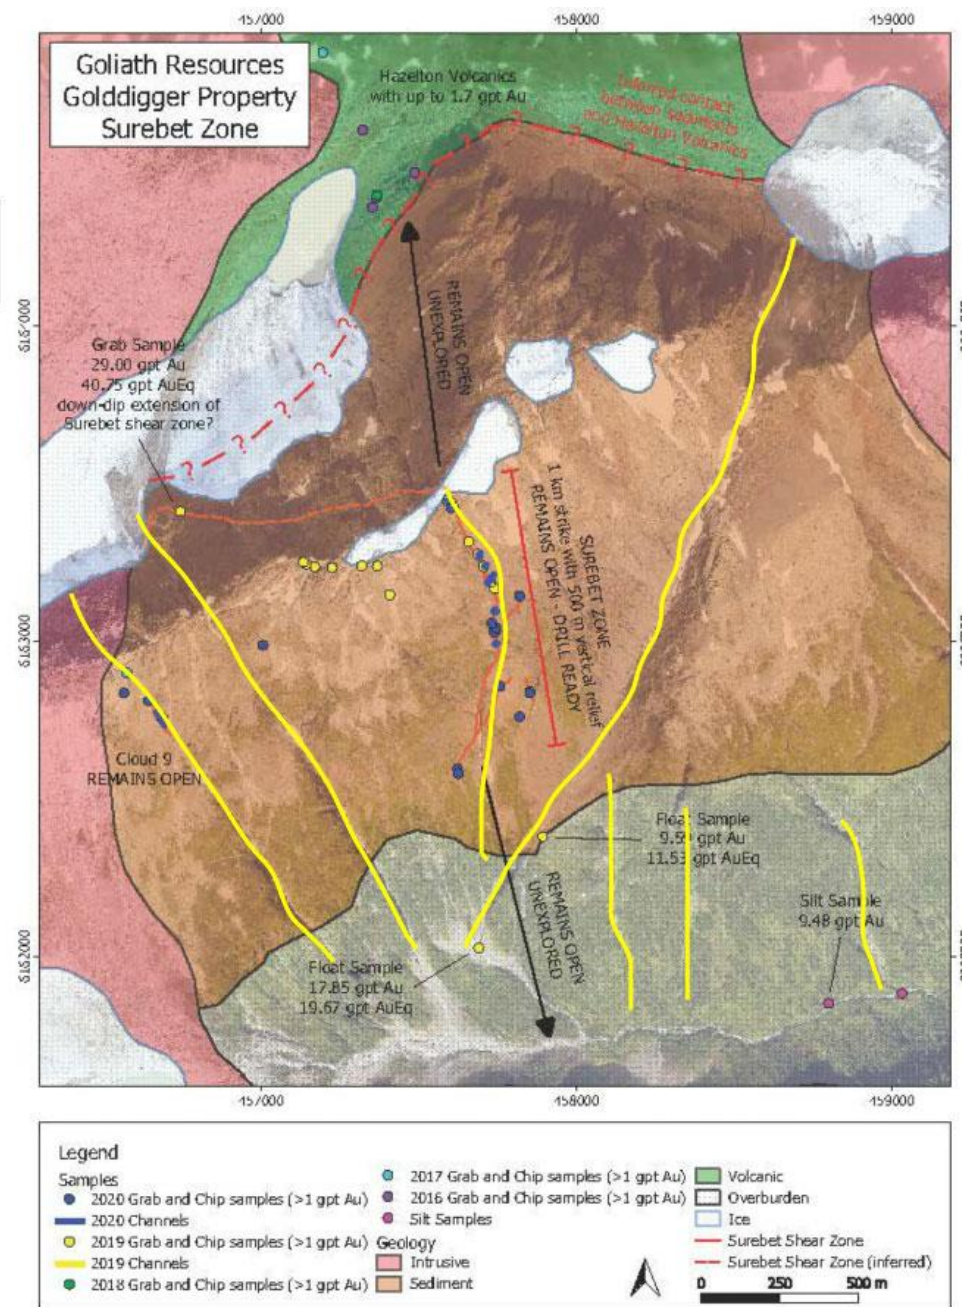 157000
158000
159000
Goliath Resources
Golddigger Property
Surebet Zone
Hazelton Volcanics
with up to 1.7 gpt Au
Inferred contact
between sediments
and Hazelton Volcanics
REMAINS OPEN
UNEXPLORED
Grab Sample
29.00 gpt Au
40.75 gpt AuEq
down-dip extension of
Surebet shear zone?
SUREBET ZONE
1 km strike with 500 m vertical relief
REMAINS OPEN - DRILL READY
Cloud 9
REMAINS OPEN
Float Sample
9.59 gpt Au
11.53 gpt AuEq
REMAINS OPEN
UNEXPLORED
Silt Sample
9.48 gpt Au
Float Sample
17.85 gpt Au
19.67 gpt AuEq
? ? ? ? ? ? ? ? ? ? ? ?
157000
158000
159000
Legend
Samples
2020 Grab and Chip samples (>1 gpt Au)
2020 Channels
2019 Grab and Chip samples (>1 gpt Au)
2019 Channels
2018 Grab and Chip samples (>1 gpt Au)
2017 Grab and Chip samples (>1 gpt Au)
2016 Grab and Chip samples (>1 gpt Au)
Silt Samples
Geology
Intrusive
Sediment
Volcanic
Overburden
Ice
Surebet Shear Zone
Surebet Shear Zone (inferred)
0 250 500 m